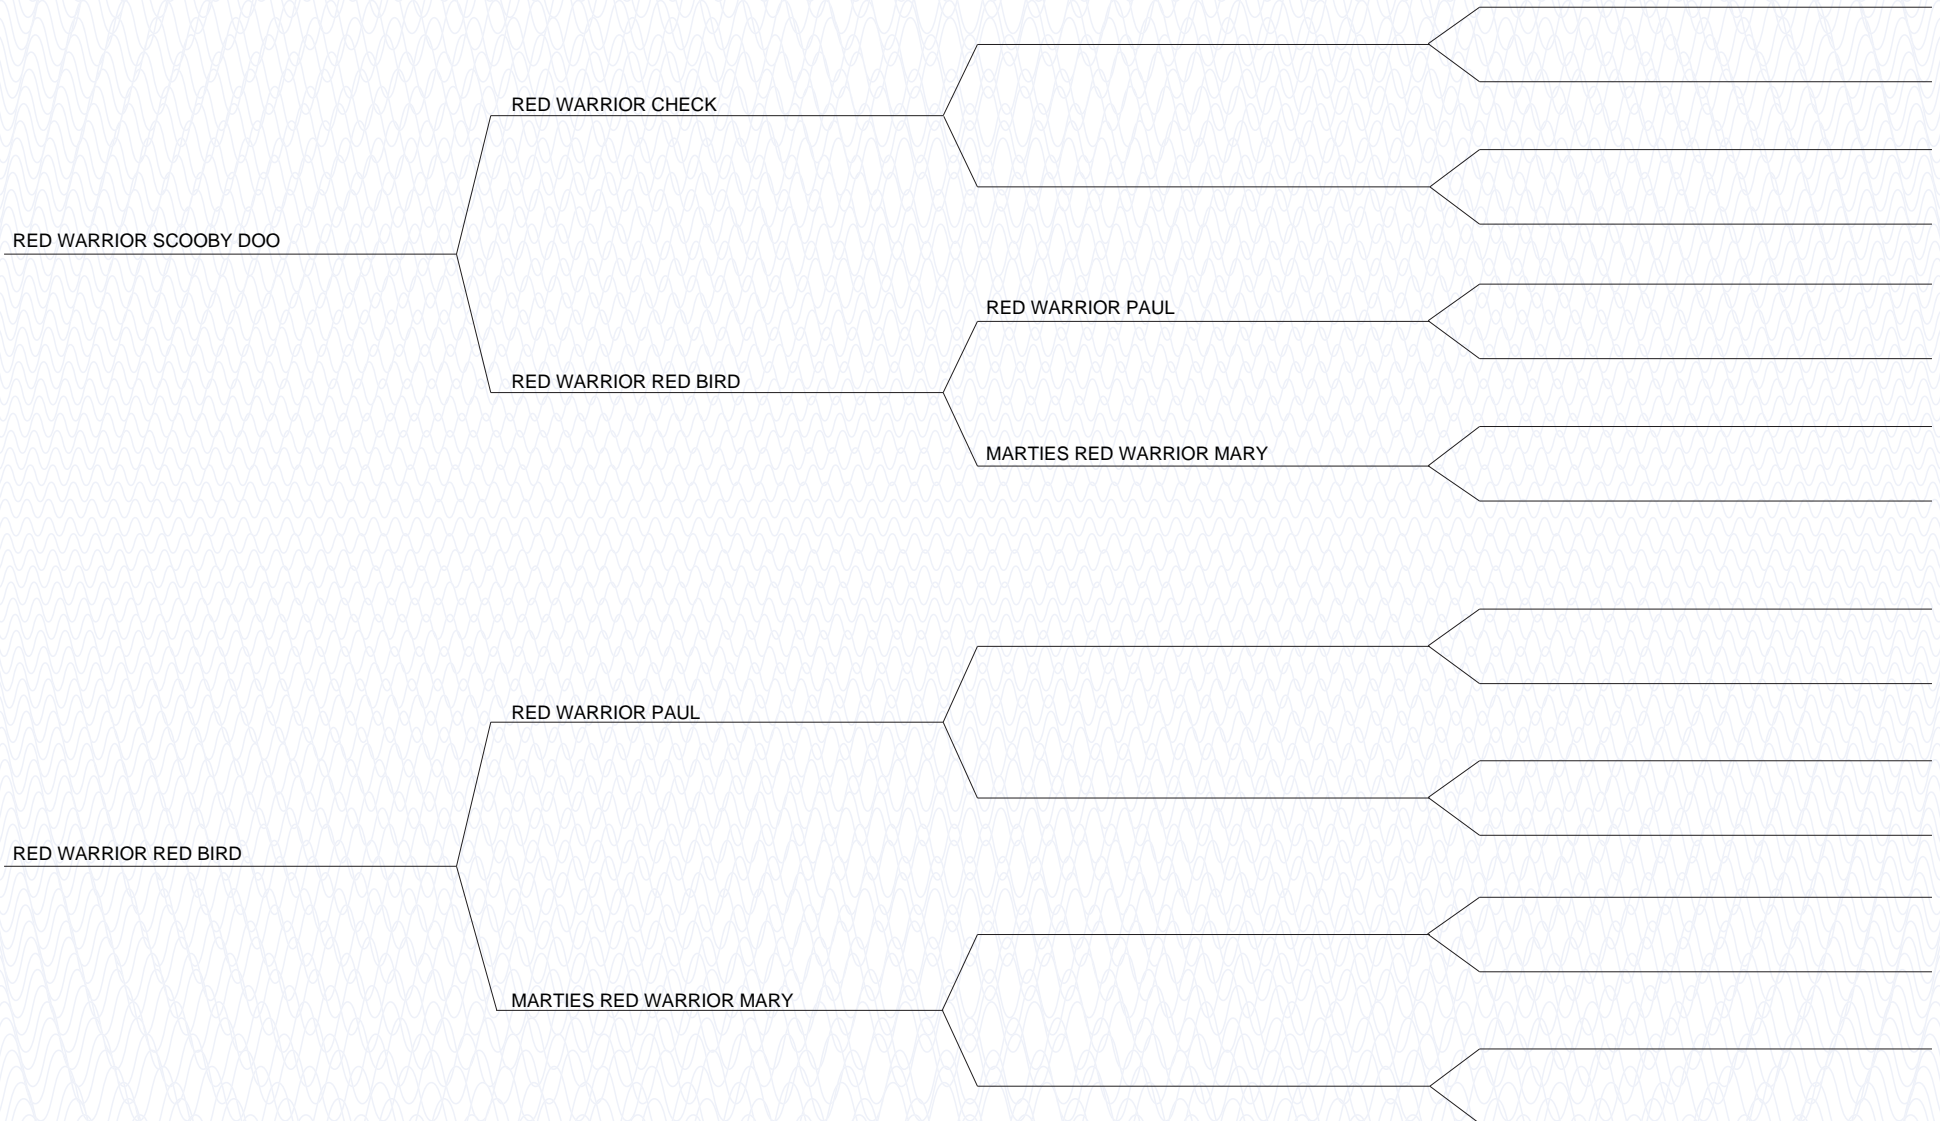 RED WARRIOR CHECK
RED WARRIOR SCOOBY DOO
RED WARRIOR PAUL
RED WARRIOR RED BIRD
MARTIES RED WARRIOR MARY
RED WARRIOR PAUL
RED WARRIOR RED BIRD
MARTIES RED WARRIOR MARY